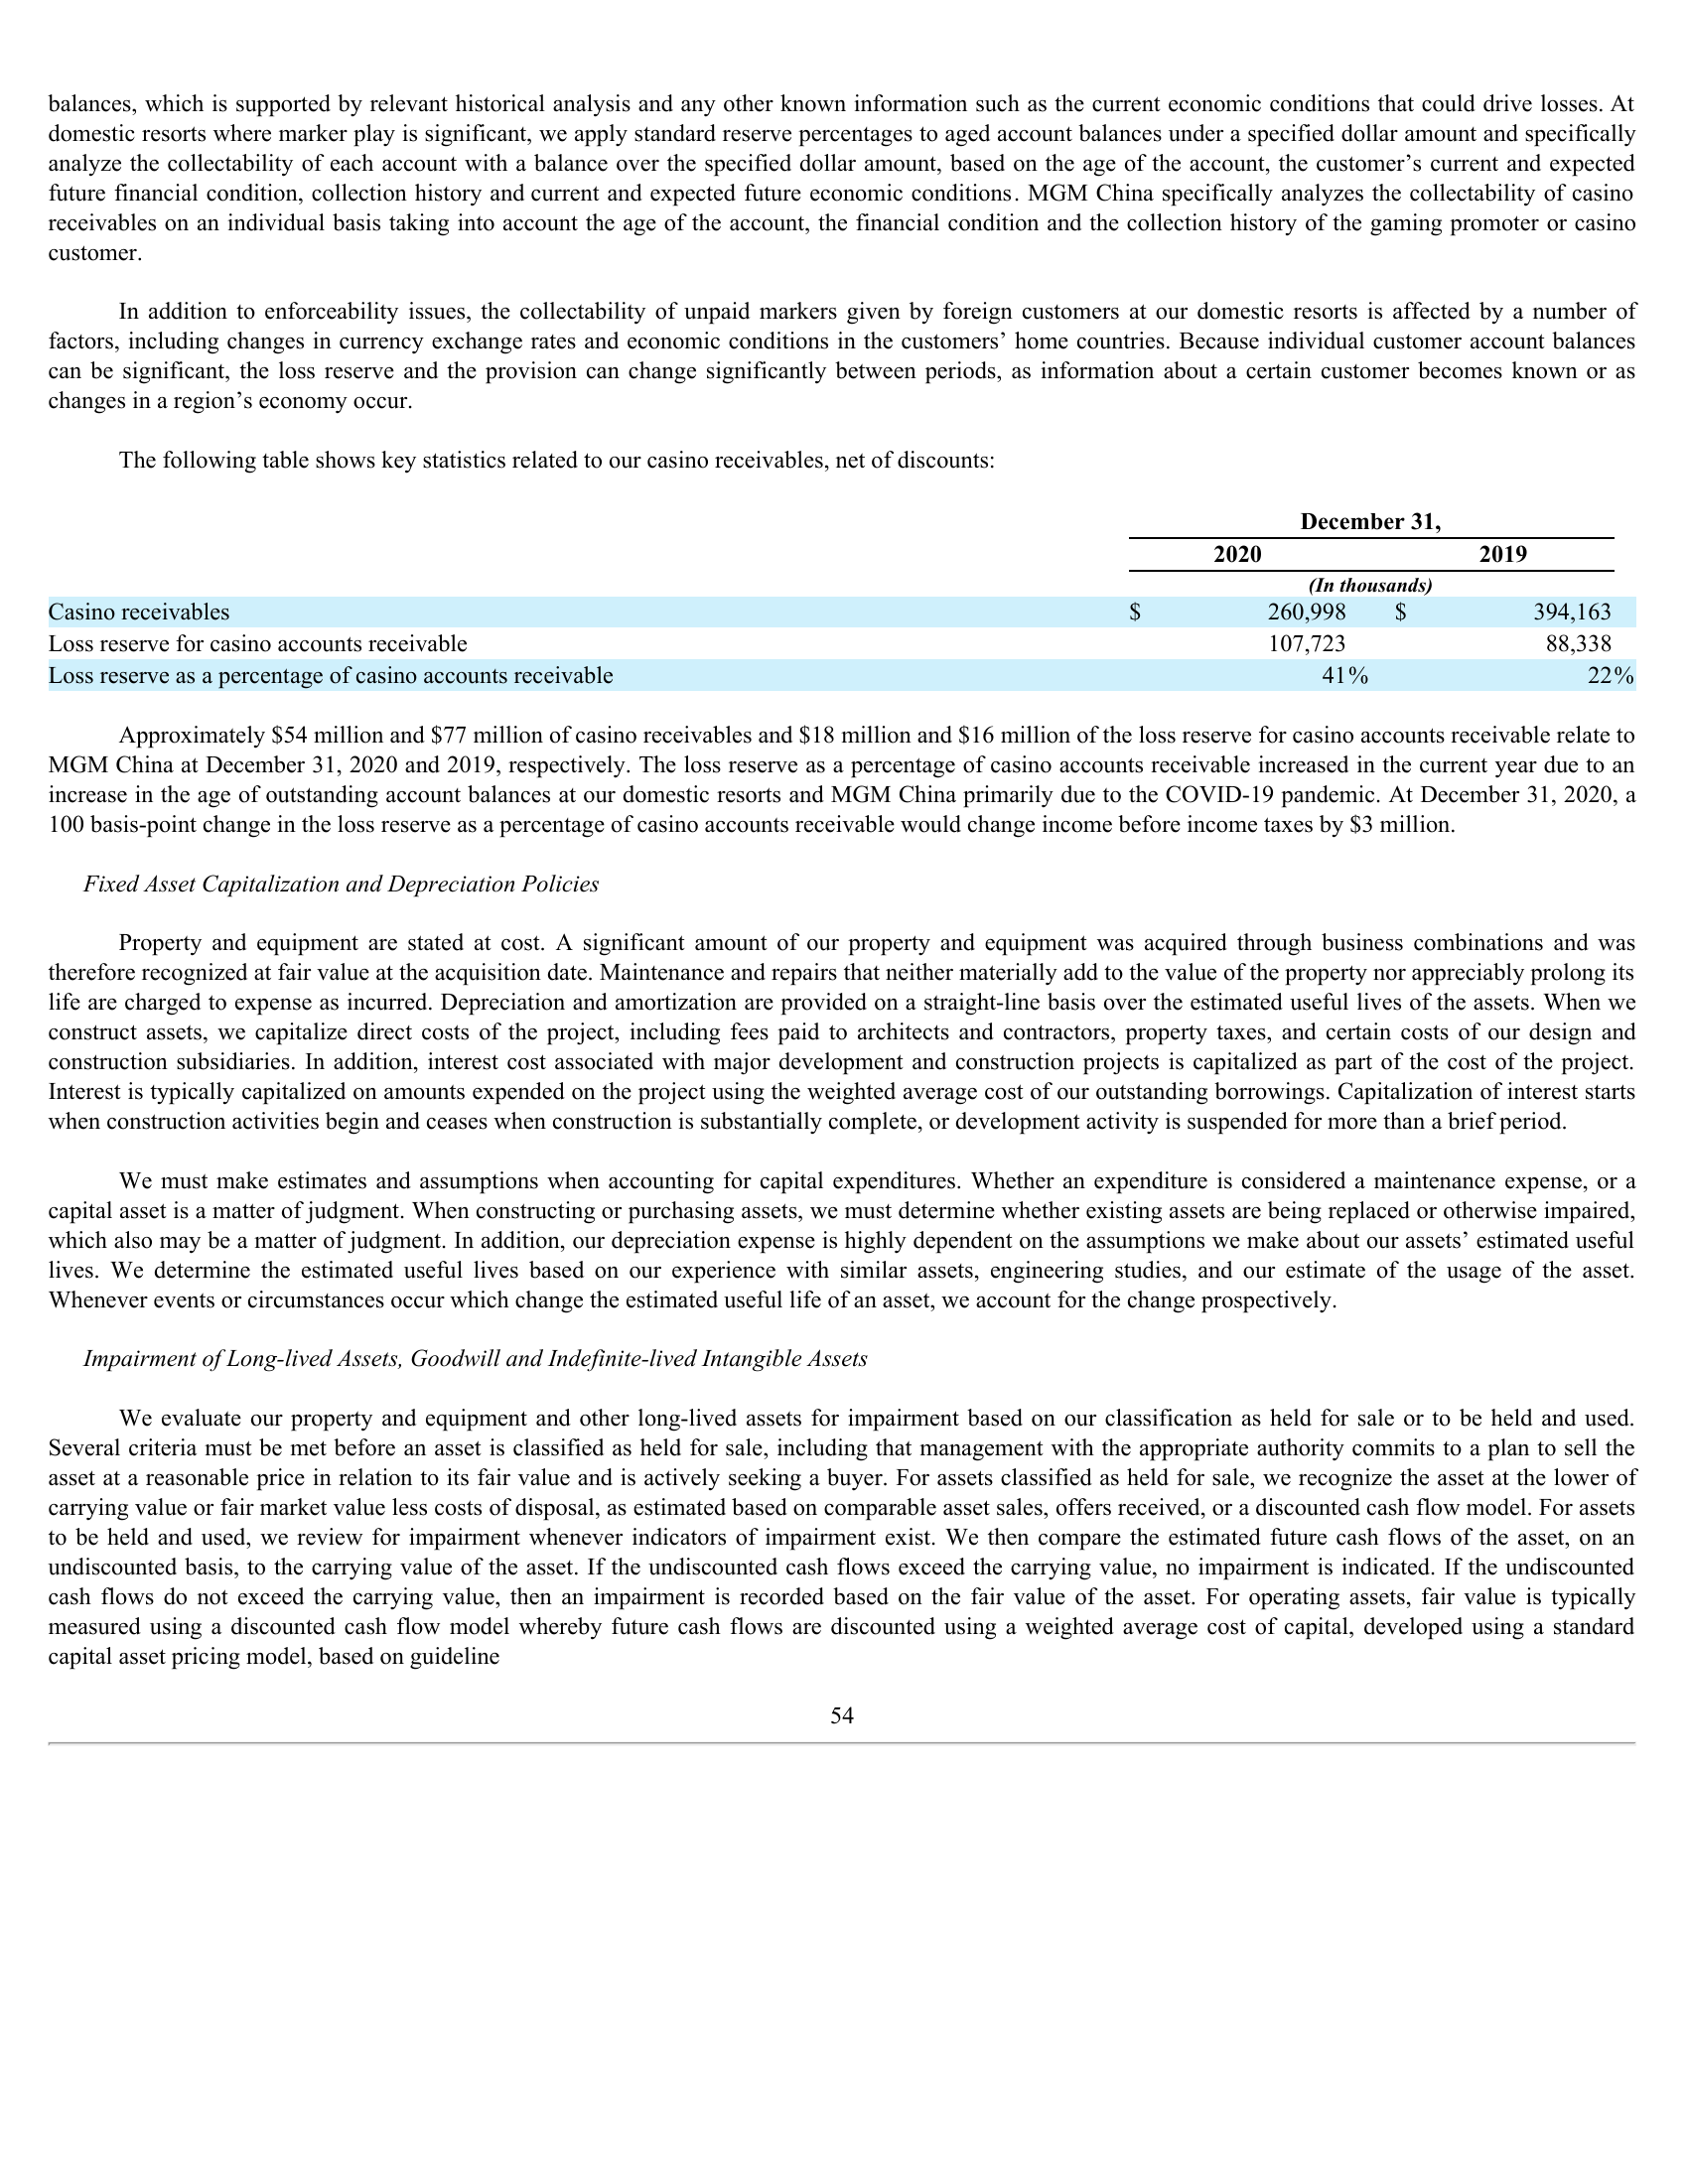 balances, which is supported by relevant historical analysis and any other known information such as the current economic conditions that could drive losses. At
domestic resorts where marker play is significant, we apply standard reserve percentages to aged account balances under a specified dollar amount and specifically
analyze the collectability of each account with a balance over the specified dollar amount, based on the age of the account, the customer’s current and expected
future financial condition, collection history and current and expected future economic conditions. MGM China specifically analyzes the collectability of casino
receivables on an individual basis taking into account the age of the account, the financial condition and the collection history of the gaming promoter or casino
customer.
In addition to enforceability issues, the collectability of unpaid markers given by foreign customers at our domestic resorts is affected by a number of
factors, including changes in currency exchange rates and economic conditions in the customers’ home countries. Because individual customer account balances
can be significant, the loss reserve and the provision can change significantly between periods, as information about a certain customer becomes known or as
changes in a region’s economy occur.
The following table shows key statistics related to our casino receivables, net of discounts:
December 31,
2020 2019
(In thousands)
Casino receivables $ 260,998 $ 394,163
Loss reserve for casino accounts receivable 107,723 88,338
Loss reserve as a percentage of casino accounts receivable 41% 22%
Approximately $54 million and $77 million of casino receivables and $18 million and $16 million of the loss reserve for casino accounts receivable relate to
MGM China at December 31, 2020 and 2019, respectively. The loss reserve as a percentage of casino accounts receivable increased in the current year due to an
increase in the age of outstanding account balances at our domestic resorts and MGM China primarily due to the COVID-19 pandemic. At December 31, 2020, a
100 basis-point change in the loss reserve as a percentage of casino accounts receivable would change income before income taxes by $3 million.
Fixed Asset Capitalization and Depreciation Policies
Property and equipment are stated at cost. A significant amount of our property and equipment was acquired through business combinations and was
therefore recognized at fair value at the acquisition date. Maintenance and repairs that neither materially add to the value of the property nor appreciably prolong its
life are charged to expense as incurred. Depreciation and amortization are provided on a straight-line basis over the estimated useful lives of the assets. When we
construct assets, we capitalize direct costs of the project, including fees paid to architects and contractors, property taxes, and certain costs of our design and
construction subsidiaries. In addition, interest cost associated with major development and construction projects is capitalized as part of the cost of the project.
Interest is typically capitalized on amounts expended on the project using the weighted average cost of our outstanding borrowings. Capitalization of interest starts
when construction activities begin and ceases when construction is substantially complete, or development activity is suspended for more than a brief period.
We must make estimates and assumptions when accounting for capital expenditures. Whether an expenditure is considered a maintenance expense, or a
capital asset is a matter of judgment. When constructing or purchasing assets, we must determine whether existing assets are being replaced or otherwise impaired,
which also may be a matter of judgment. In addition, our depreciation expense is highly dependent on the assumptions we make about our assets’ estimated useful
lives. We determine the estimated useful lives based on our experience with similar assets, engineering studies, and our estimate of the usage of the asset.
Whenever events or circumstances occur which change the estimated useful life of an asset, we account for the change prospectively.
Impairment of Long-lived Assets, Goodwill and Indefinite-lived Intangible Assets
We evaluate our property and equipment and other long-lived assets for impairment based on our classification as held for sale or to be held and used.
Several criteria must be met before an asset is classified as held for sale, including that management with the appropriate authority commits to a plan to sell the
asset at a reasonable price in relation to its fair value and is actively seeking a buyer. For assets classified as held for sale, we recognize the asset at the lower of
carrying value or fair market value less costs of disposal, as estimated based on comparable asset sales, offers received, or a discounted cash flow model. For assets
to be held and used, we review for impairment whenever indicators of impairment exist. We then compare the estimated future cash flows of the asset, on an
undiscounted basis, to the carrying value of the asset. If the undiscounted cash flows exceed the carrying value, no impairment is indicated. If the undiscounted
cash flows do not exceed the carrying value, then an impairment is recorded based on the fair value of the asset. For operating assets, fair value is typically
measured using a discounted cash flow model whereby future cash flows are discounted using a weighted average cost of capital, developed using a standard
capital asset pricing model, based on guideline
54